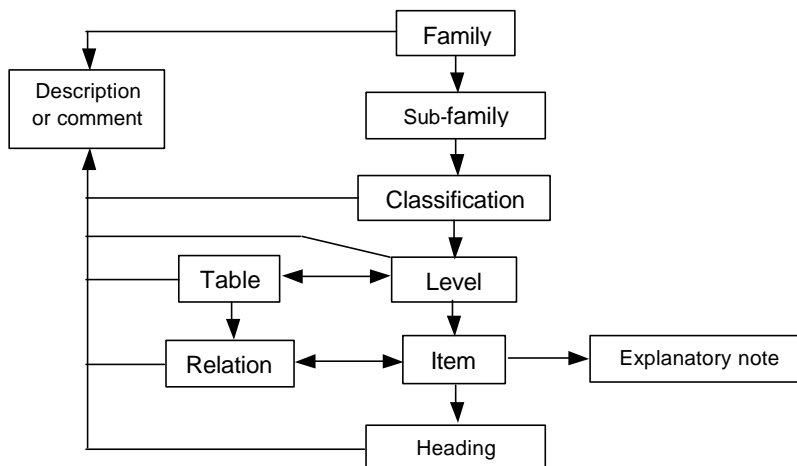 Family
Description
or comment
Sub-family
Classification
Table
Level
Relation
Item
Explanatory note
Heading